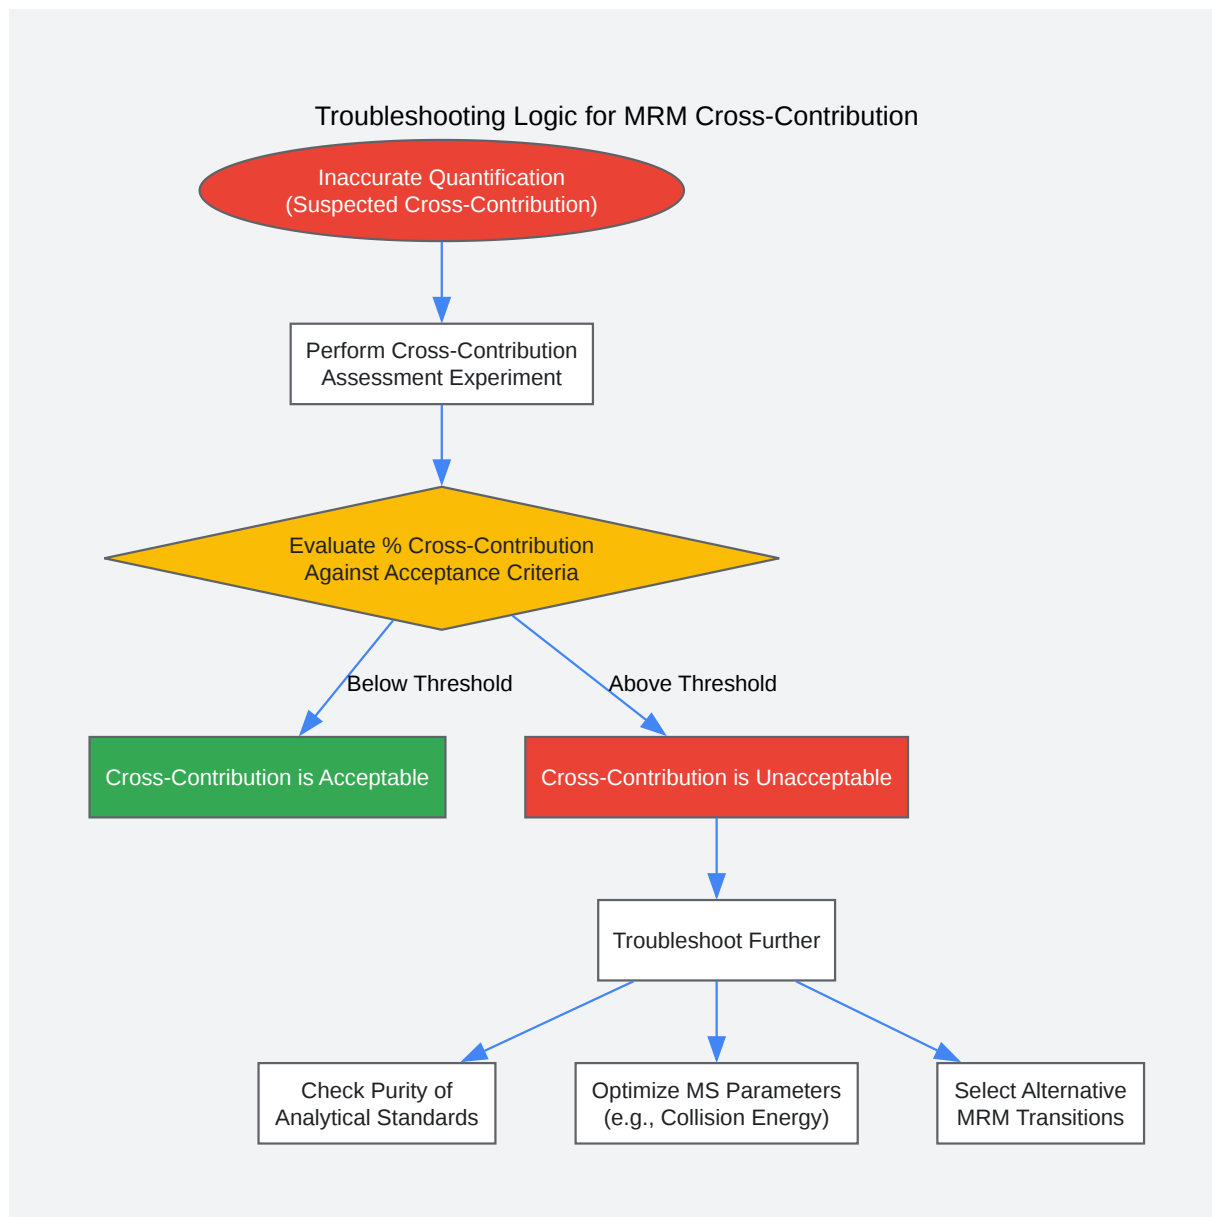 Troubleshooting Logic for MRM Cross-Contribution
Inaccurate Quantification
(Suspected Cross-Contribution)
Perform Cross-Contribution
Assessment Experiment
Evaluate % Cross-Contribution
Against Acceptance Criteria
Below Threshold
Above Threshold
Cross-Contribution is Acceptable
Cross-Contribution is Unacceptable
Troubleshoot Further
Check Purity of
Analytical Standards
Optimize MS Parameters
(e.g., Collision Energy)
Select Alternative
MRM Transitions